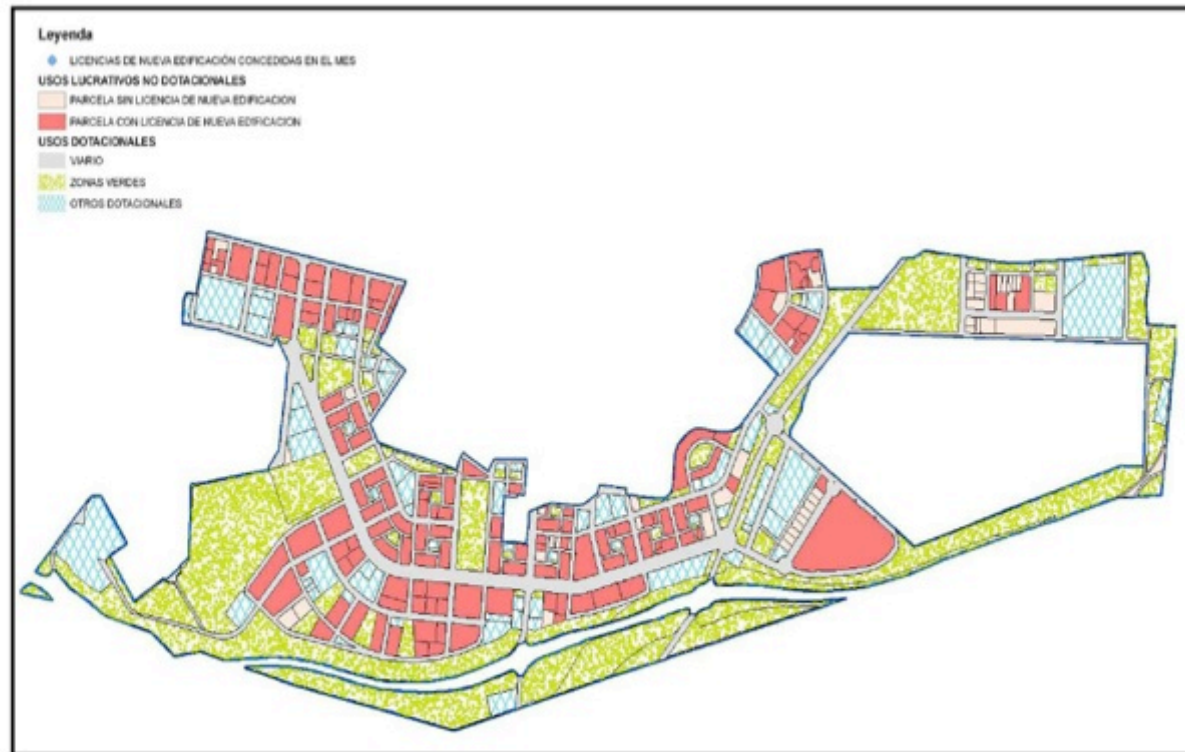 Leyenda
LICENCIAS DE NUEVA EDIFICACIÓN CONCEDIDAS EN EL MES
USOS LUCRATIVOS NO DOTACIONALES
PARCELA SIN LICENCIA DE NUEVA EDIFICACION
PARCELA CON LICENCIA DE NUEVA EDIFICACION
USOS DOTACIONALES
VIARIO
ZONAS VERDES
OTROS DOTACIONALES